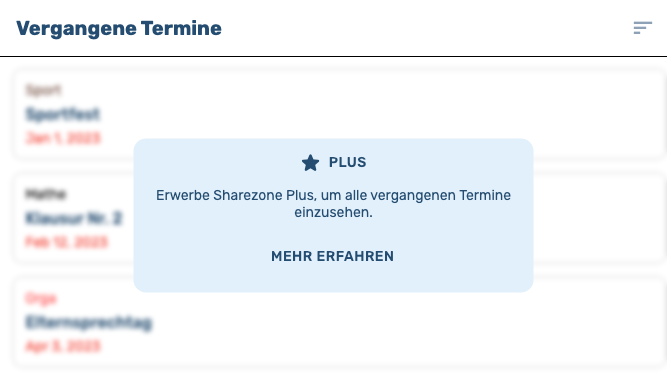 Vergangene Termine
Sport
Sportfest
Jan 1, 2023
PLUS
Erwerbe Sharezone Plus, um alle vergangenen Termine
einzusehen.
MEHR ERFAHREN
Mathe
Klausur Nr. 2
Feb 12, 2023
Orga
Elternsprechtag
Apr 3, 2023